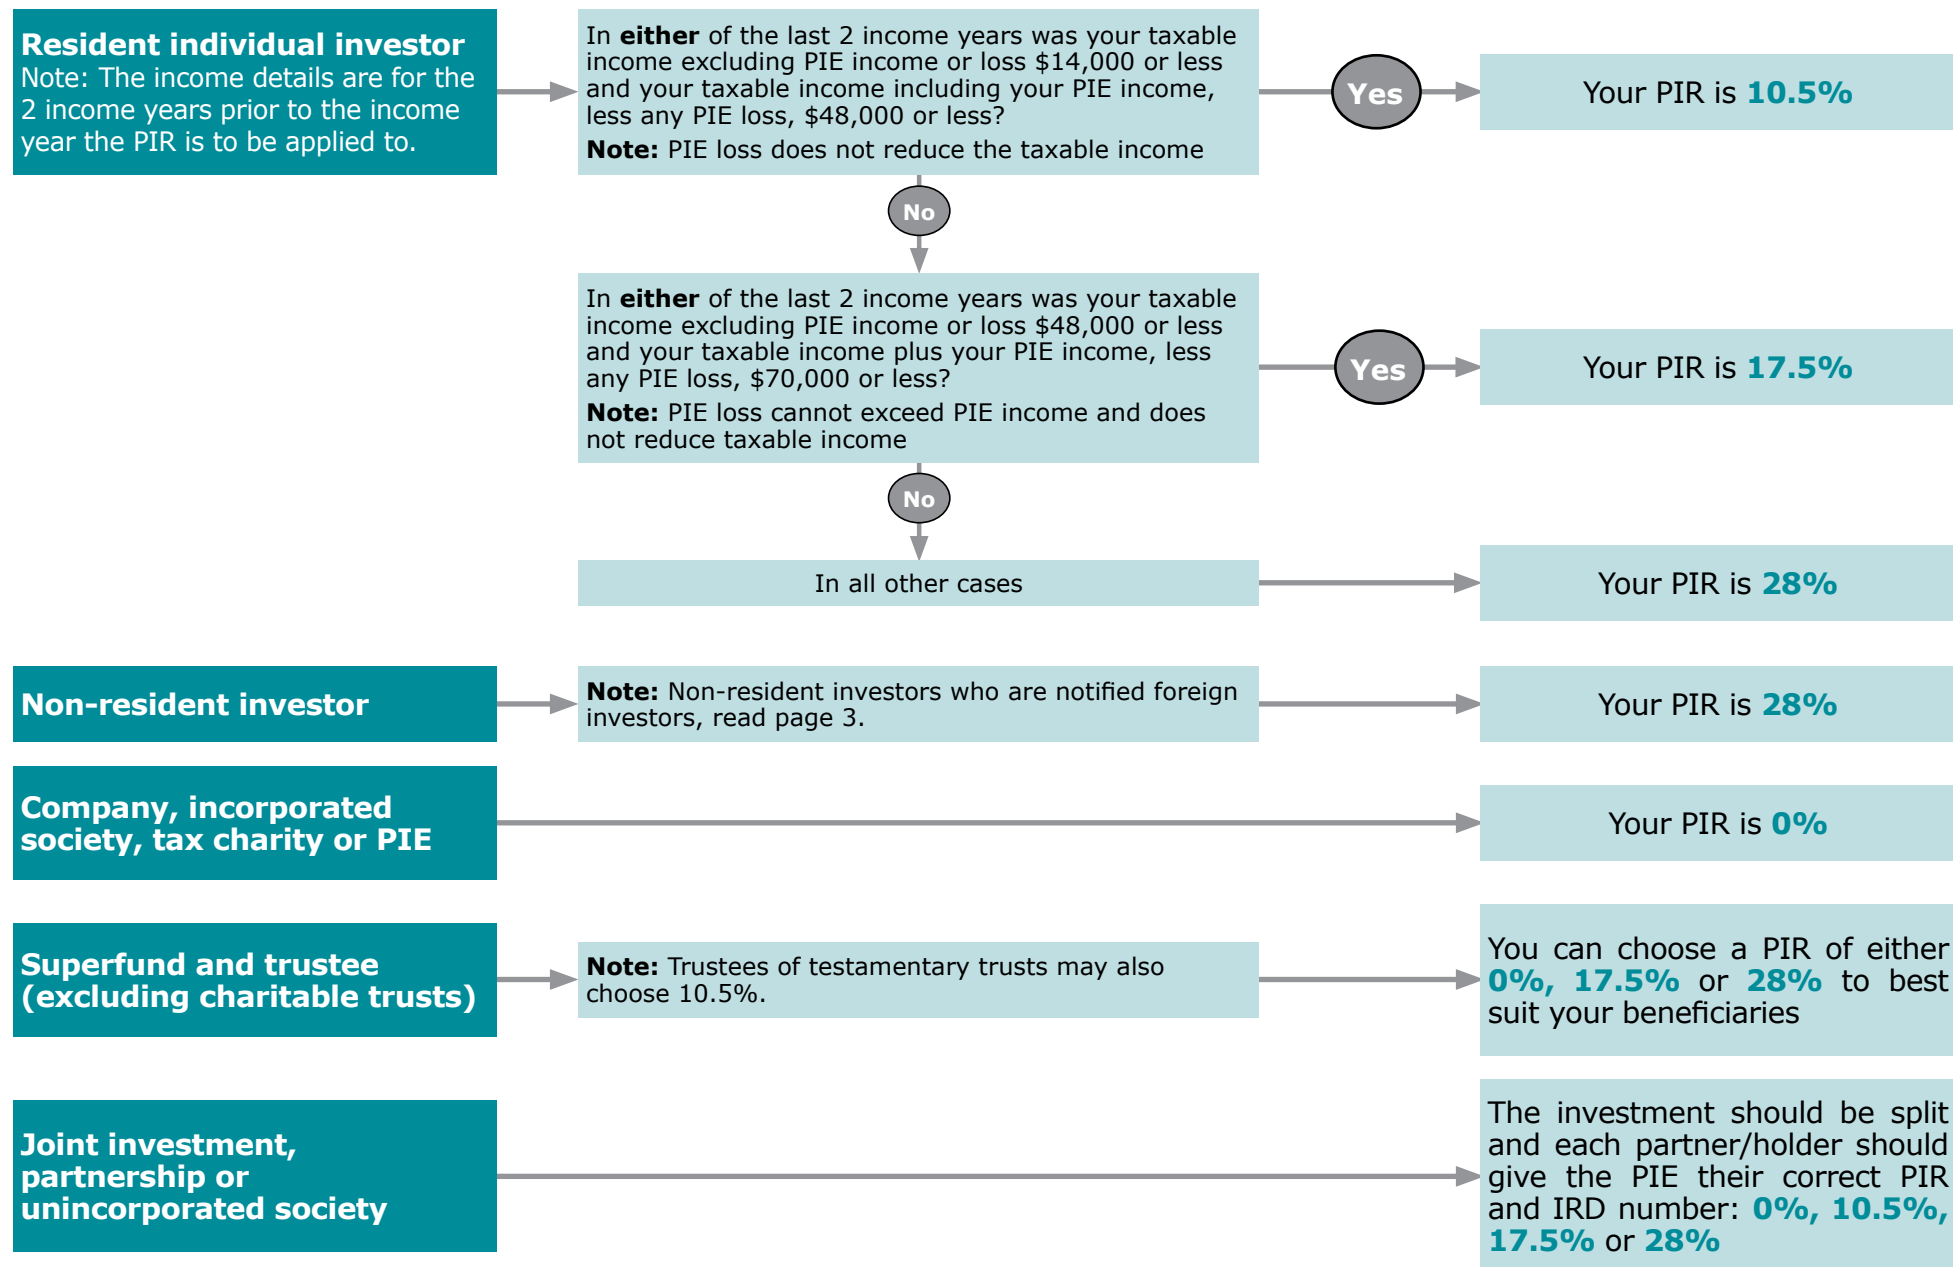 Resident individual investor
Note: The income details are for the
2 income years prior to the income
year the PIR is to be applied to.
In either of the last 2 income years was your taxable
income excluding PIE income or loss $14,000 or less
and your taxable income including your PIE income,
less any PIE loss, $48,000 or less?
Note: PIE loss does not reduce the taxable income
Yes
Your PIR is 10.5%
No
In either of the last 2 income years was your taxable
income excluding PIE income or loss $48,000 or less
and your taxable income plus your PIE income, less
any PIE loss, $70,000 or less?
Note: PIE loss cannot exceed PIE income and does
not reduce taxable income
Yes
Your PIR is 17.5%
No
In all other cases
Your PIR is 28%
Non-resident investor
Note: Non-resident investors who are notified foreign
investors, read page 3.
Your PIR is 28%
Company, incorporated
society, tax charity or PIE
Your PIR is 0%
Superfund and trustee
(excluding charitable trusts)
Note: Trustees of testamentary trusts may also
choose 10.5%.
You can choose a PIR of either
0%, 17.5% or 28% to best
suit your beneficiaries
Joint investment,
partnership or
unincorporated society
The investment should be split
and each partner/holder should
give the PIE their correct PIR
and IRD number: 0%, 10.5%,
17.5% or 28%